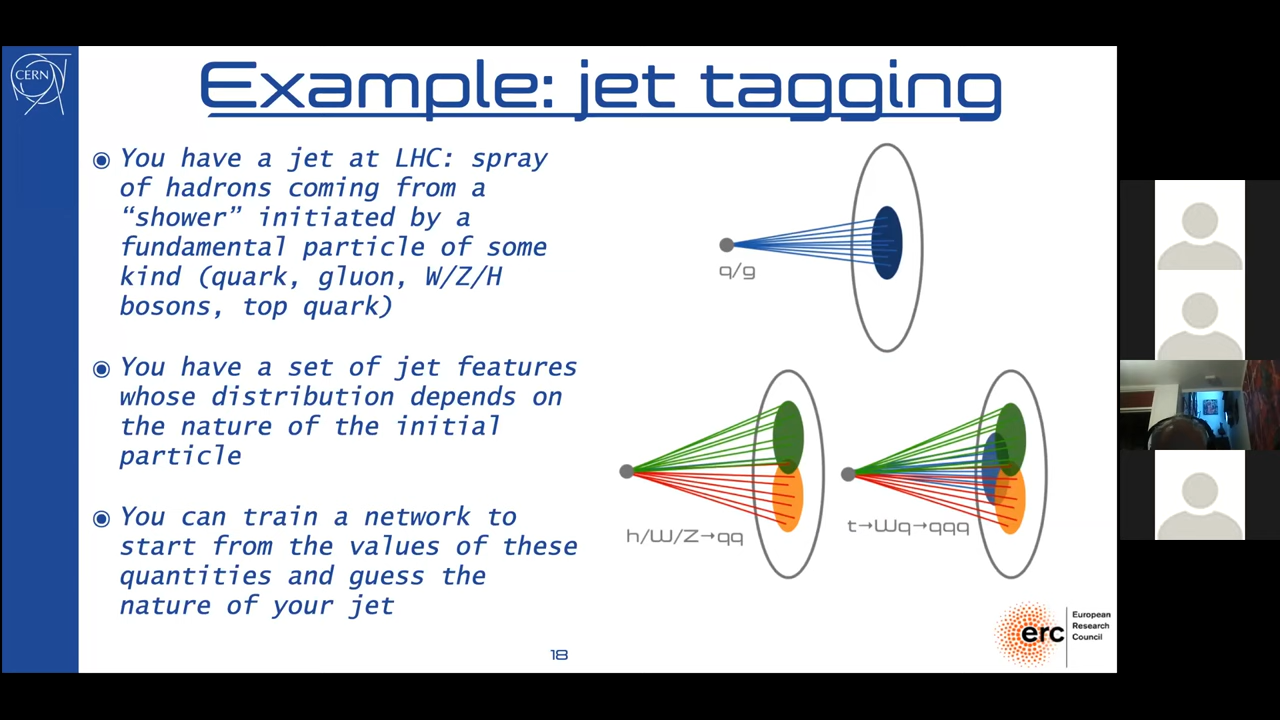 CERN
Example: jet tagging
You have a jet at LHC: spray
of hadrons coming from a
“shower” initiated by a
fundamental particle of some
kind (quark, gluon, W/Z/H
bosons, top quark)
You have a set of jet features
whose distribution depends on
the nature of the initial
particle
You can train a network to
start from the values of these
quantities and guess the
nature of your jet
q/g
h/W/Z→qq
t→Wq→qqq
18
erc
European
Research
Council